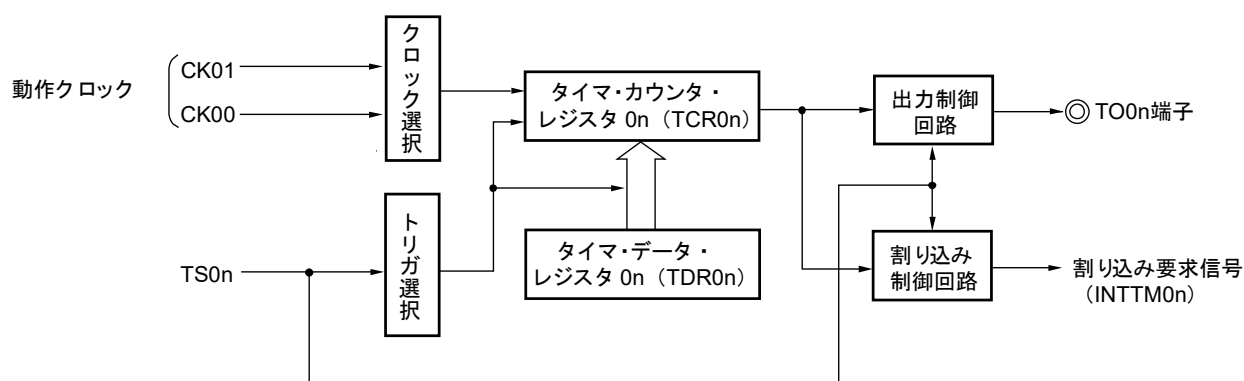 動作クロック
CK01
CK00
クロック選択
タイマ・カウンタ・
レジスタ 0n（TCR0n）
出力制御
回路
TO0n端子
TS0n
トリガ選択
タイマ・データ・
レジスタ 0n（TDR0n）
割り込み
制御回路
割り込み要求信号
（INTTM0n）